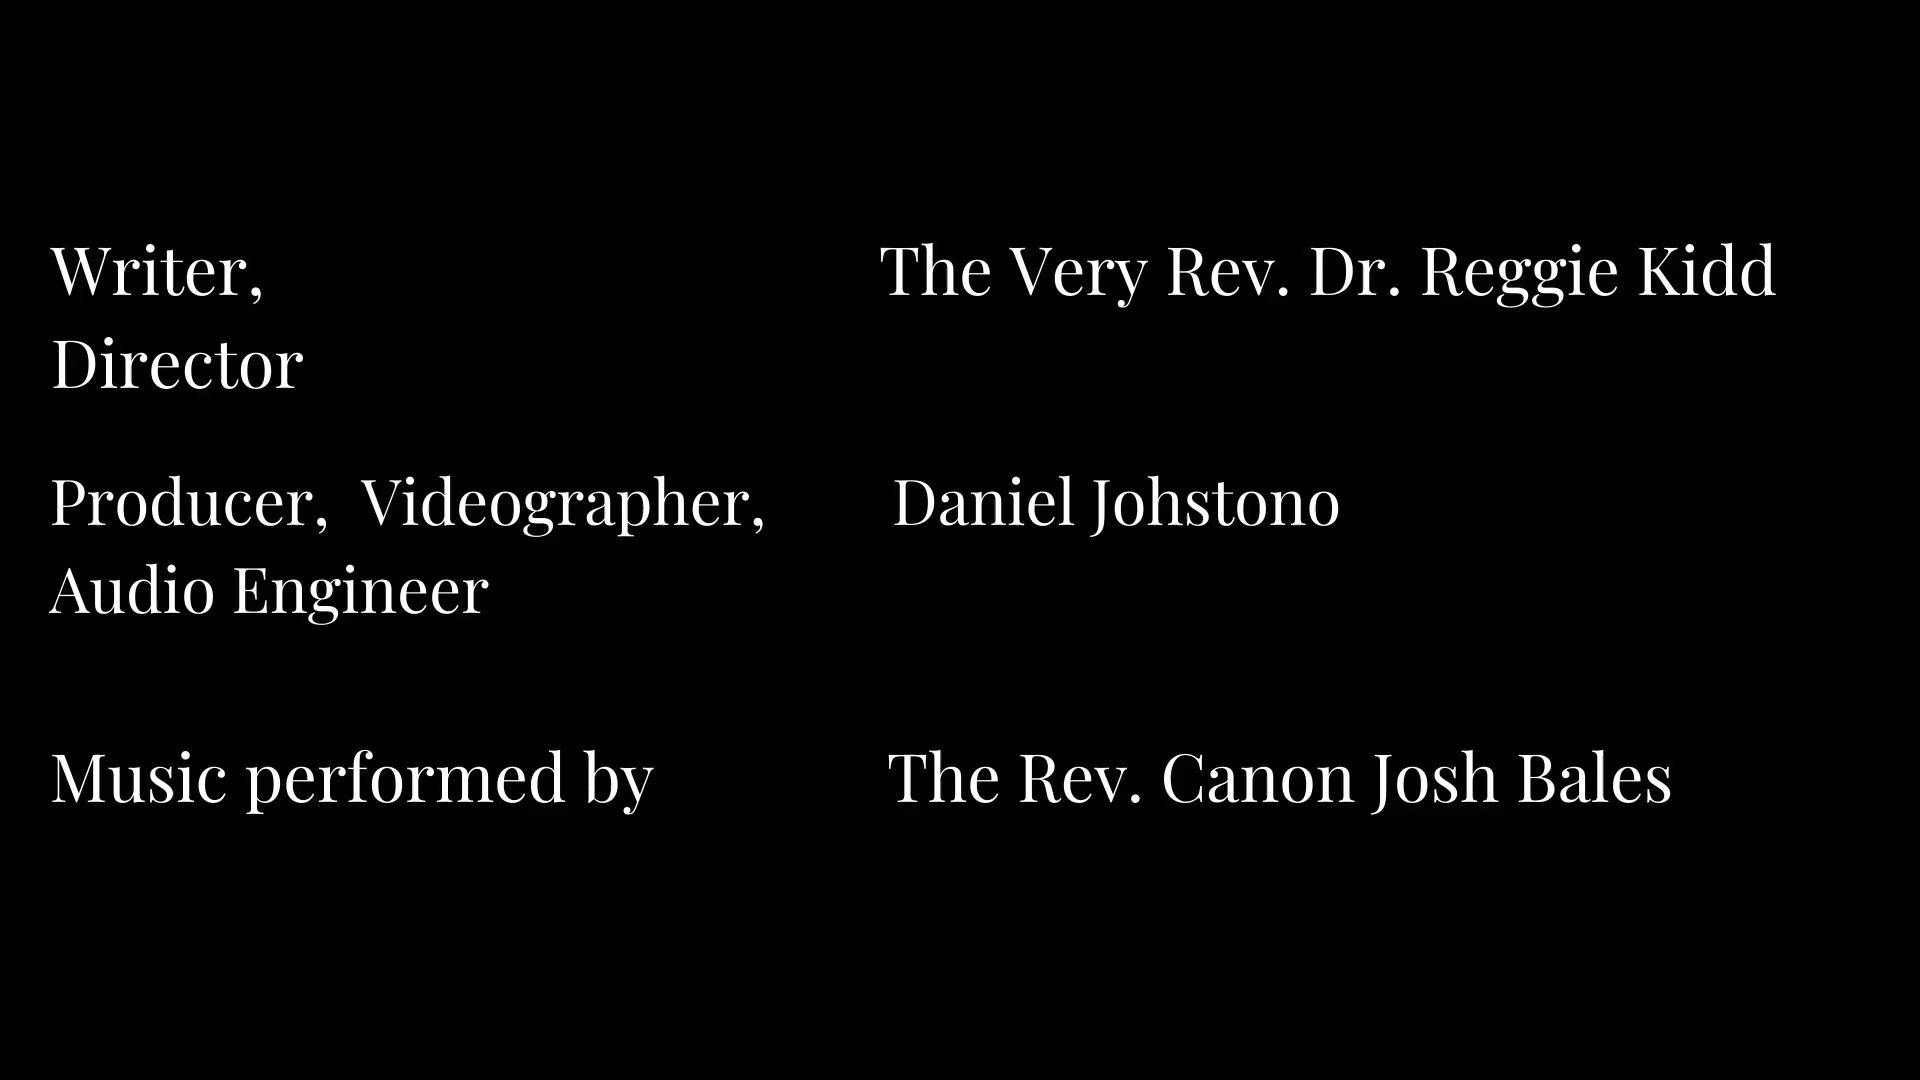 Writer, The Very Rev. Dr. Reggie Kidd
Director
Producer, Videographer, Daniel Johstono
Audio Engineer
Music performed by The Rev. Canon Josh Bales